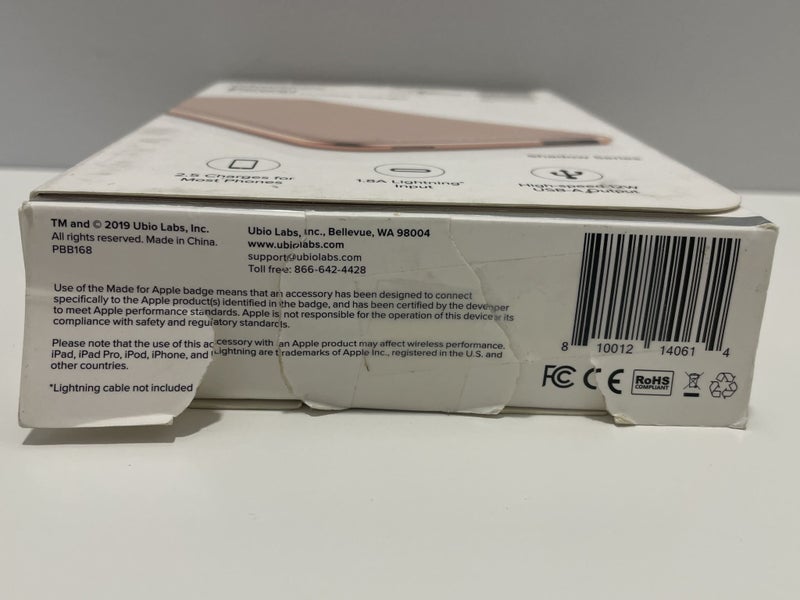 2.5 Charges for
Most Phones*
1.8A Lightning*
Input
Shadow Series
High-speed 12W
USB-A Output
TM and © 2019 Ubio Labs, Inc.
All rights reserved. Made in China.
PBB168
Ubio Labs, Inc., Bellevue, WA 98004
www.ubiolabs.com
support@ubiolabs.com
Toll free: 866-642-4428
Use of the Made for Apple badge means that an accessory has been designed to connect
specifically to the Apple product(s) identified in the badge, and has been certified by the developer
to meet Apple performance standards. Apple is not responsible for the operation of this device or its
compliance with safety and regulatory standards.
Please note that the use of this accessory with an Apple product may affect wireless performance.
iPad, iPad Pro, iPod, iPhone, and Lightning are trademarks of Apple Inc., registered in the U.S. and
other countries.
*Lightning cable not included
8 10012 14061 4
FC CE RoHS
COMPLIANT